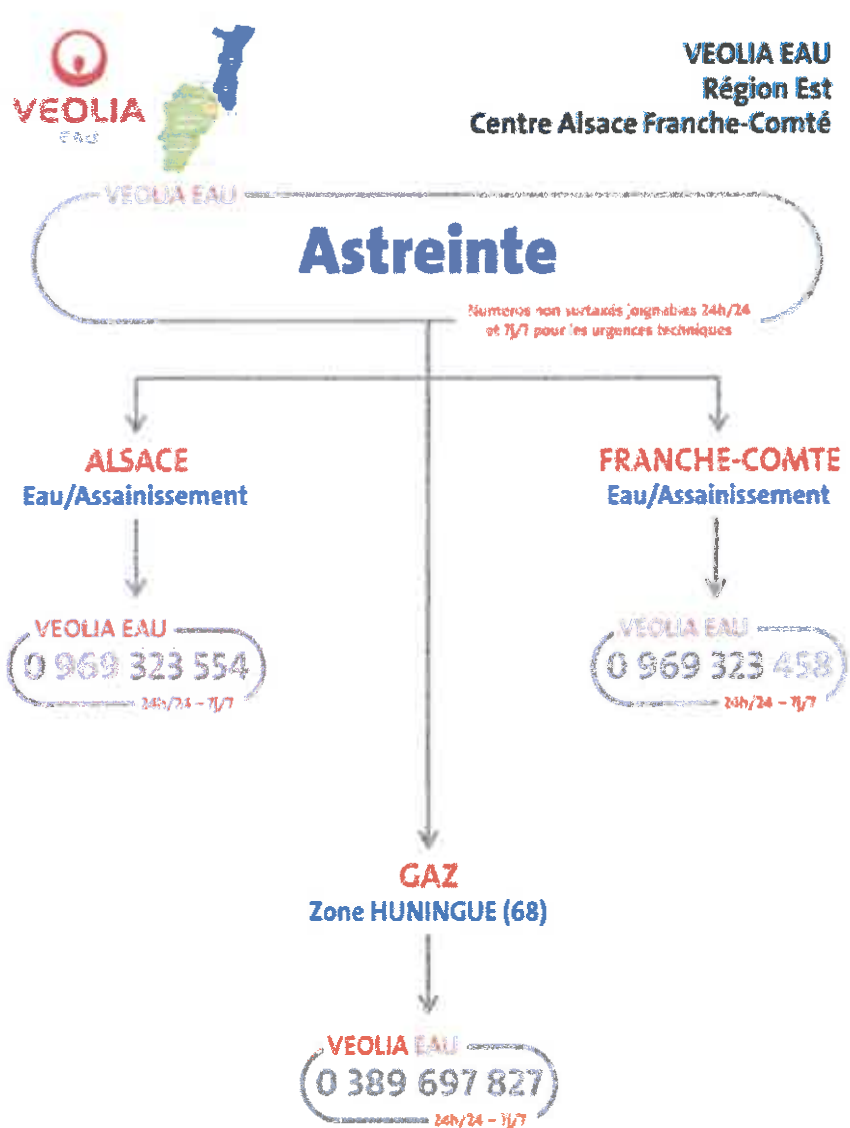 VEOLIA
EAU
VEOLIA EAU
Région Est
Centre Alsace Franche-Comté
VEOLIA EAU
Astreinte
Numéros non surtaxés joignables 24h/24
et 7j/7 pour les urgences techniques
ALSACE
Eau/Assainissement
FRANCHE-COMTE
Eau/Assainissement
VEOLIA EAU
0 969 323 554
24h/24 – 7j/7
VEOLIA EAU
0 969 323 458
24h/24 – 7j/7
GAZ
Zone HUNINGUE (68)
VEOLIA EAU
0 389 697 827
24h/24 – 7j/7